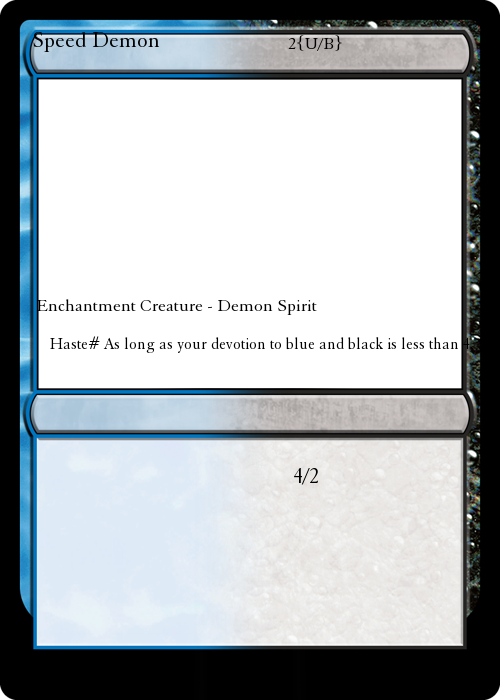 Speed Demon
2{U/B}
Enchantment Creature - Demon Spirit
Haste# As long as your devotion to blue and black is less than
4/2